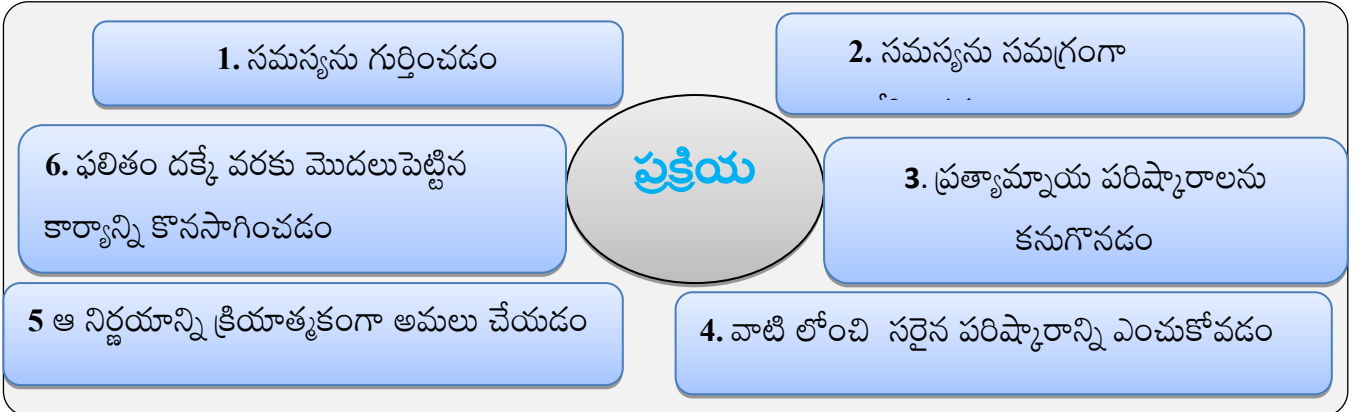 1. సమస్యను గుర్తించడం
2. సమస్యను సమగ్రంగా
ప్రక్రియ
3. ప్రత్యామ్నాయ పరిష్కారాలను
కనుగొనడం
4. వాటి లోంచి సరైన పరిష్కారాన్ని ఎంచుకోవడం
5 ఆ నిర్ణయాన్ని క్రియాత్మకంగా అమలు చేయడం
6. ఫలితం దక్కే వరకు మొదలుపెట్టిన
కార్యాన్ని కొనసాగించడం